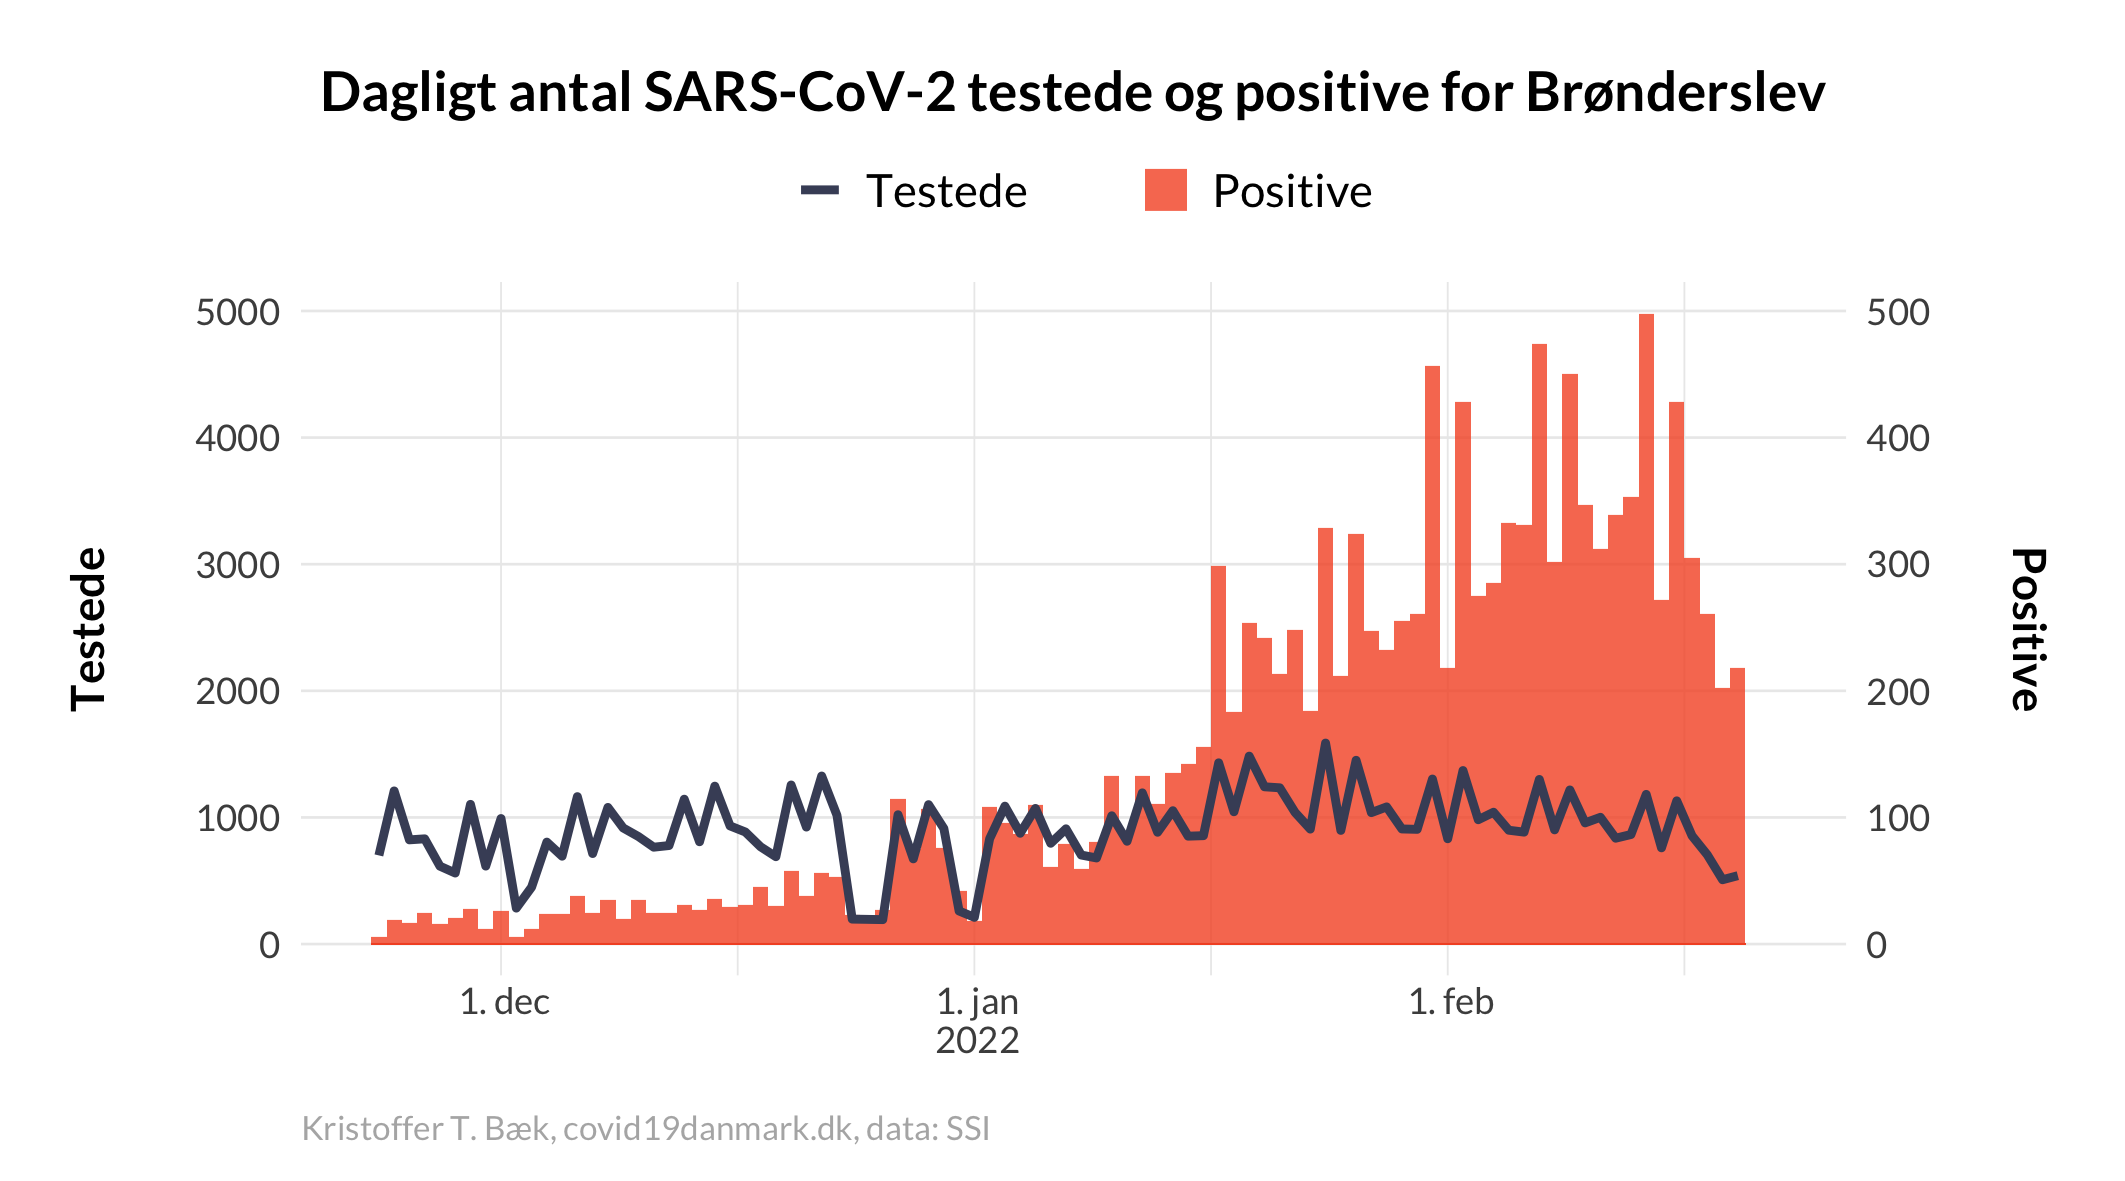 Dagligt antal SARS-CoV-2 testede og positive for Brønderslev
Testede
Positive
5000
4000
3000
2000
1000
0
Testede
500
400
300
200
100
0
Positive
1. dec
1. jan
2022
1. feb
Kristoffer T. Bæk, covid19danmark.dk, data: SSI